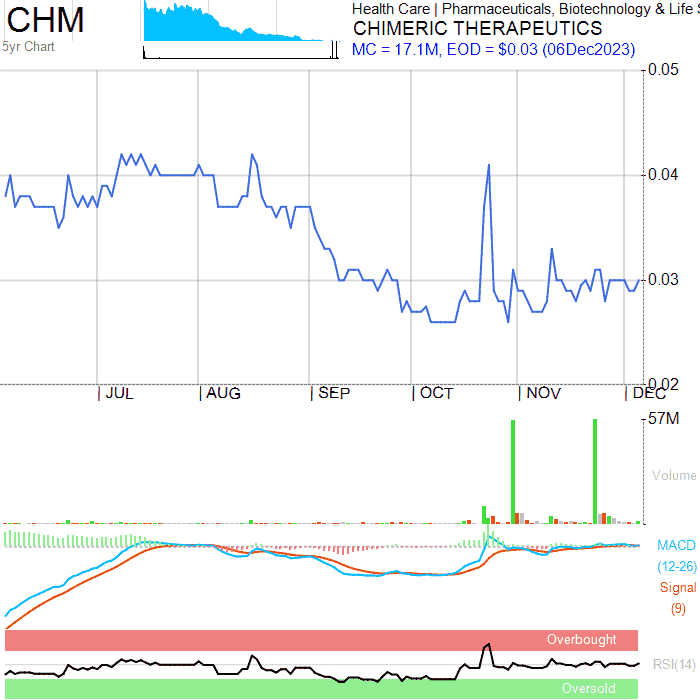 CHM
5yr Chart
Health Care | Pharmaceuticals, Biotechnology & Life S
CHIMERIC THERAPEUTICS
MC = 17.1M, EOD = $0.03 (06Dec2023)
0.05
0.04
0.03
0.02
JUL
AUG
SEP
OCT
NOV
DEC
57M
Volume
MACD
(12-26)
Signal
(9)
Overbought
RSI(14)
Oversold